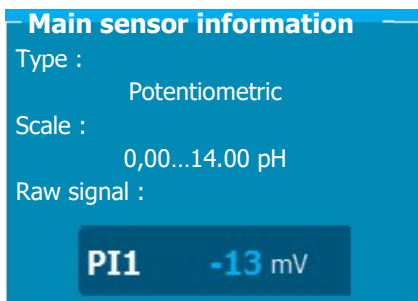 Main sensor information
Type :
Potentiometric
Scale :
0,00...14.00 pH
Raw signal :
PI1 -13 mV